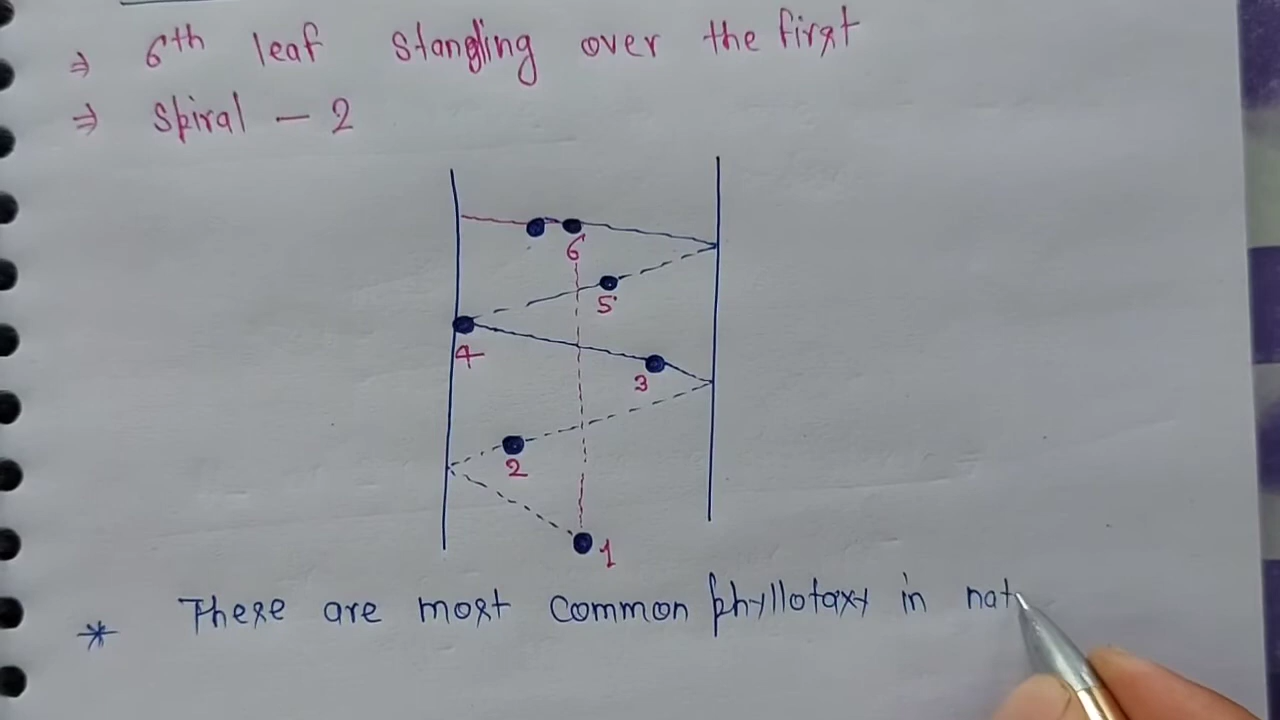 ⇒ 6th leaf standing over the first
⇒ Spiral - 2
6
5
4
3
2
1
* These are most common phyllotaxy in nat